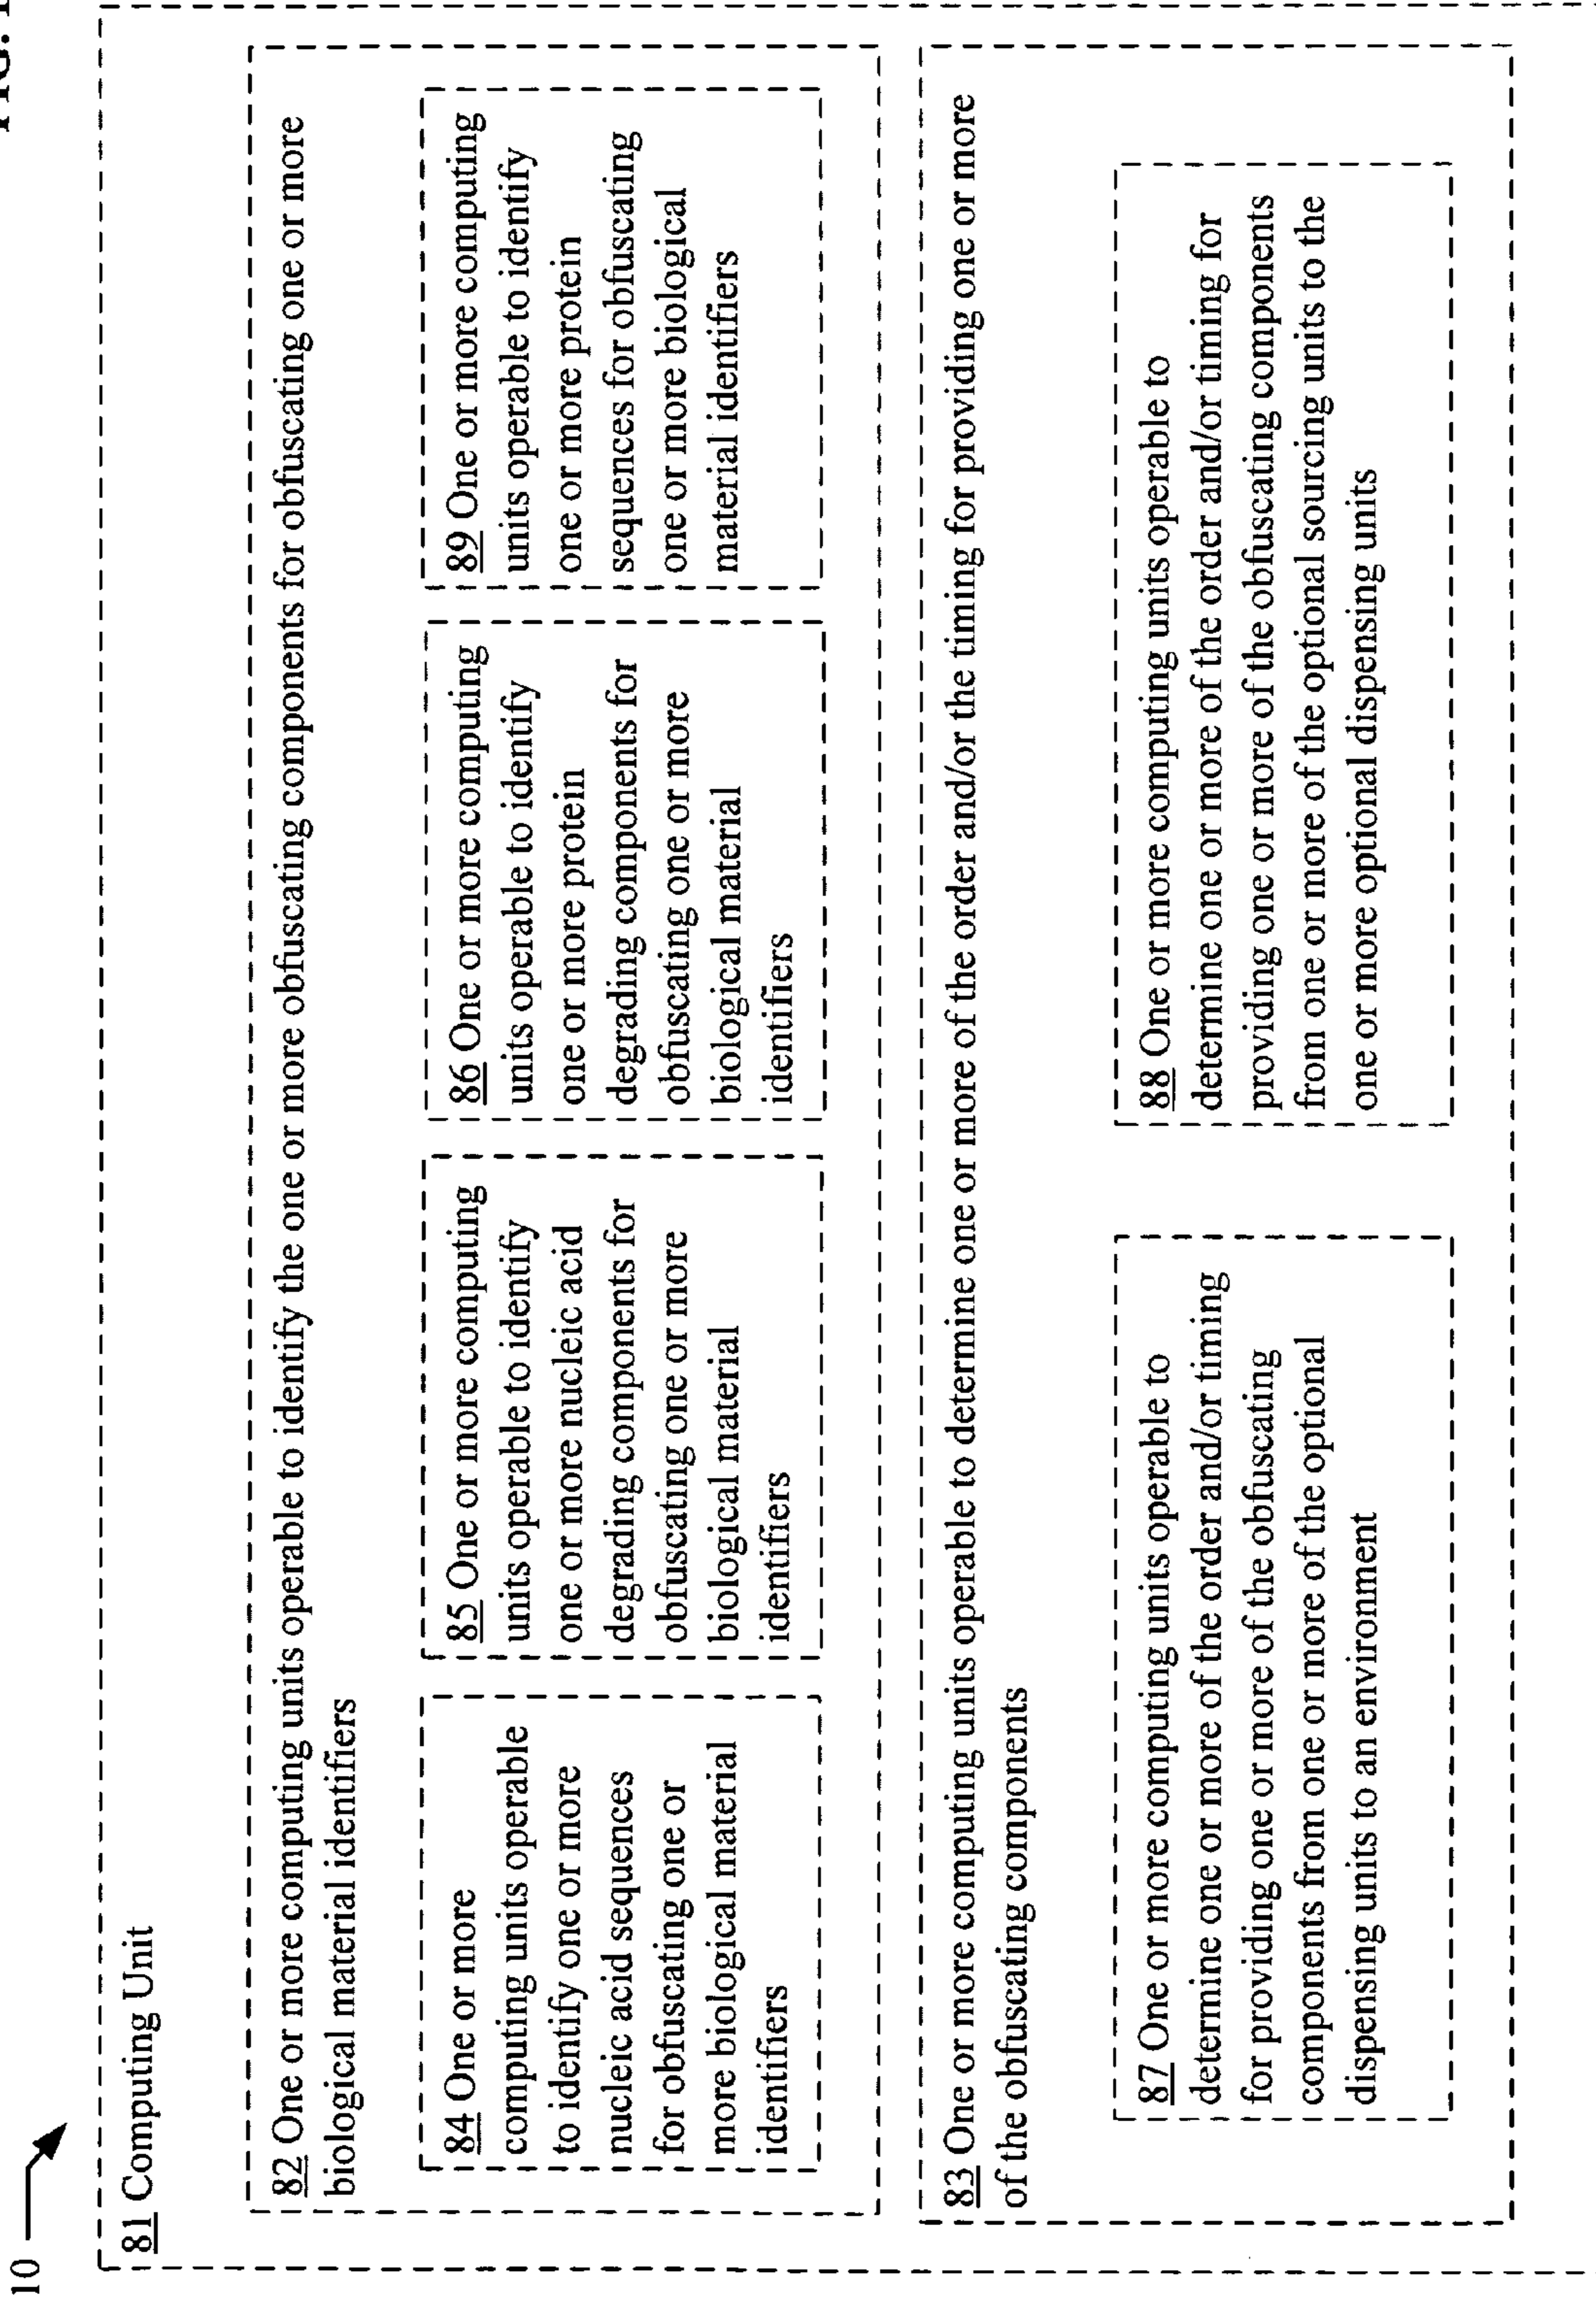 10
81 Computing Unit
82 One or more computing units operable to identify the one or more obfuscating components for obfuscating one or more
biological material identifiers
84 One or more
computing units operable
to identify one or more
nucleic acid sequences
for obfuscating one or
more biological material
identifiers
85 One or more computing
units operable to identify
one or more nucleic acid
degrading components for
obfuscating one or more
biological material
identifiers
86 One or more computing
units operable to identify
one or more protein
degrading components for
obfuscating one or more
biological material
identifiers
89 One or more computing
units operable to identify
one or more protein
sequences for obfuscating
one or more biological
material identifiers
83 One or more computing units operable to determine one or more of the order and/or the timing for providing one or more
of the obfuscating components
87 One or more computing units operable to
determine one or more of the order and/or timing
for providing one or more of the obfuscating
components from one or more of the optional
dispensing units to an environment
88 One or more computing units operable to
determine one or more of the order and/or timing for
providing one or more of the obfuscating components
from one or more of the optional sourcing units to the
one or more optional dispensing units